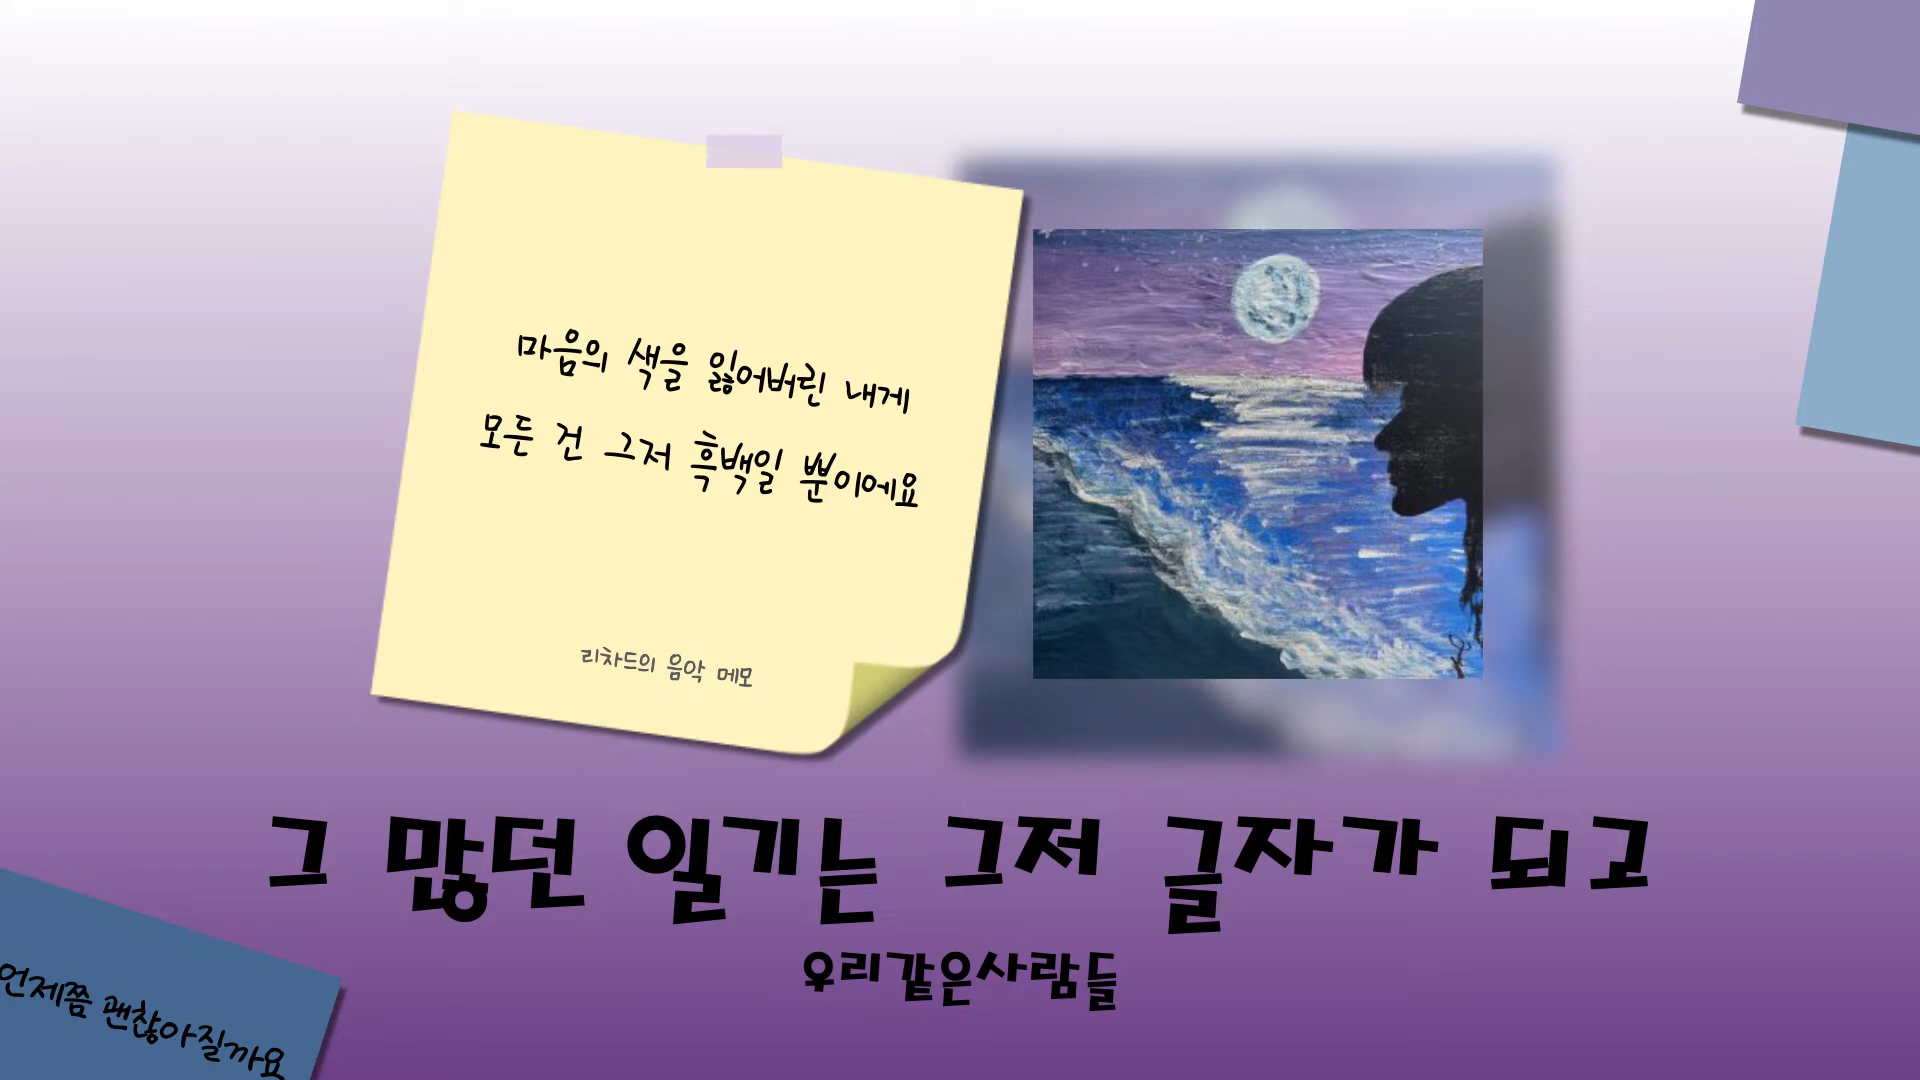 마음의 색을 잃어버린 내게
모든 건 그저 흑백일 뿐이에요
리차드의 음악 메모
그 많던 일기는 그저 글자가 되고
우리같은사람들
언제쯤 괜찮아질까요